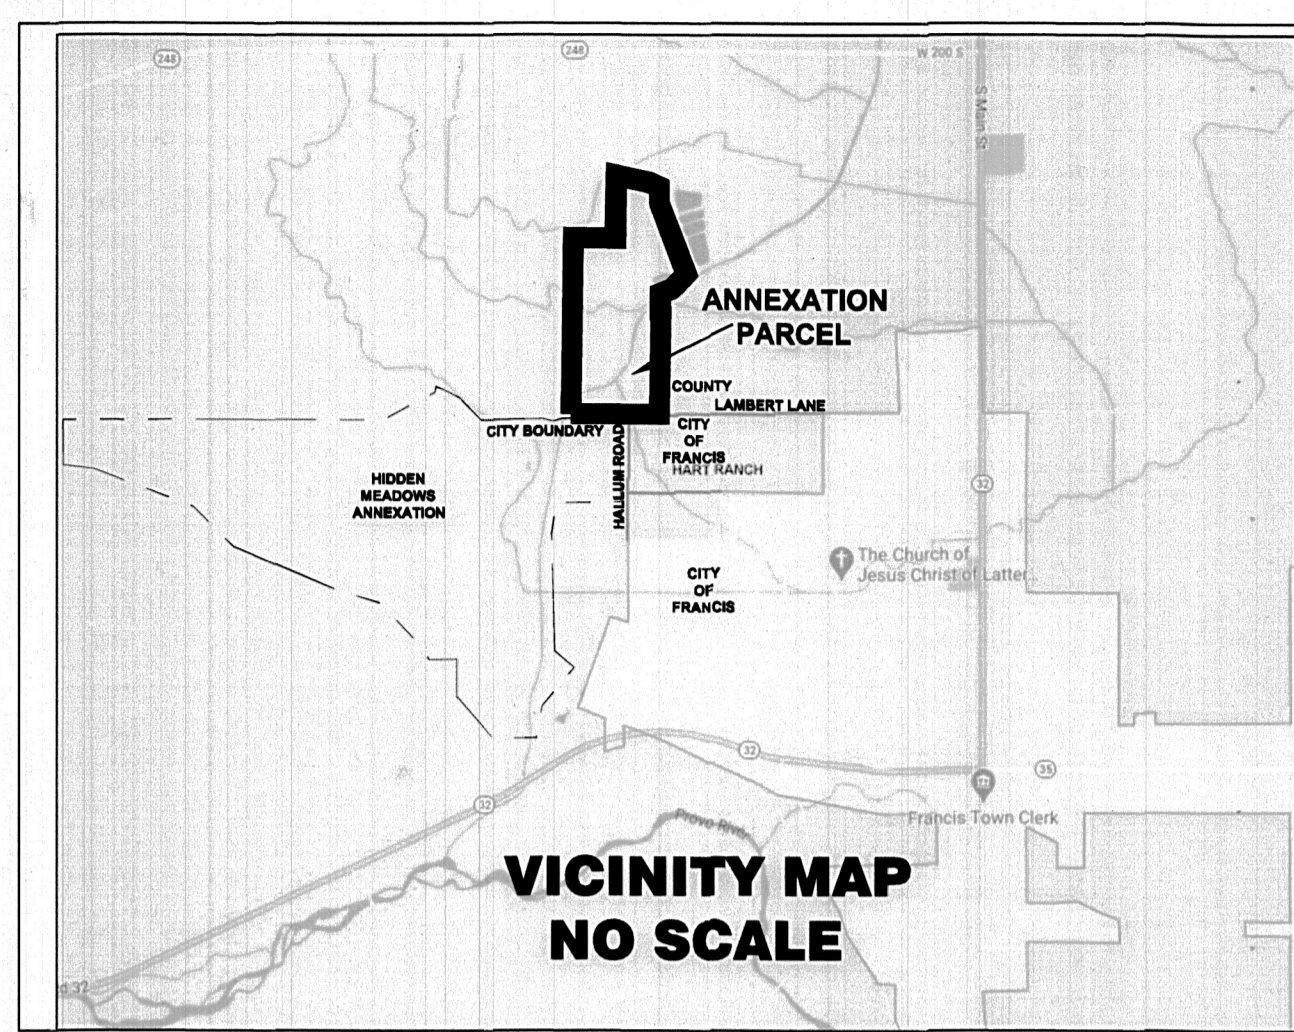 248
248
W 200 S
S Main St
ANNEXATION
PARCEL
COUNTY
LAMBERT LANE
CITY BOUNDARY
HALLUM ROAD
CITY
OF
FRANCIS
HART RANCH
HIDDEN
MEADOWS
ANNEXATION
32
The Church of
Jesus Christ of Latter...
CITY
OF
FRANCIS
32
35
32
Francis Town Clerk
Provo River
VICINITY MAP
NO SCALE
32